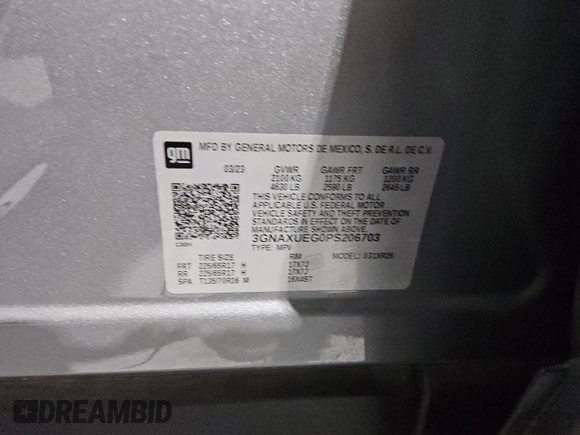 gm
MFD BY GENERAL MOTORS DE MEXICO, S. DE R.L. DE C.V.
03/23 GVWR GAWR FRT GAWR RR
2100 KG 1175 KG 1200 KG
4630 LB 2590 LB 2645 LB
THIS VEHICLE CONFORMS TO ALL
APPLICABLE U.S. FEDERAL MOTOR
VEHICLE SAFETY, BUMPER, AND THEFT
PREVENTION STANDARDS IN
EFFECT ON THE DATE OF
MANUFACTURE SHOWN ABOVE.
3GNAXUEG0PS206703
TYPE: MPV
TIRE SIZE RIM MODEL:
FRT 225/65R17 H 17X7J
RR 225/65R17 H 17X7J
SPA T135/70R16 M 16X4BT
DREAMBID